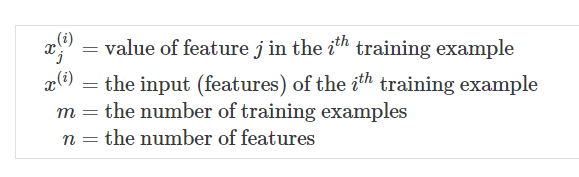 x_j^{(i)} = value of feature j in the i^{th} training example
x^{(i)} = the input (features) of the i^{th} training example
m = the number of training examples
n = the number of features